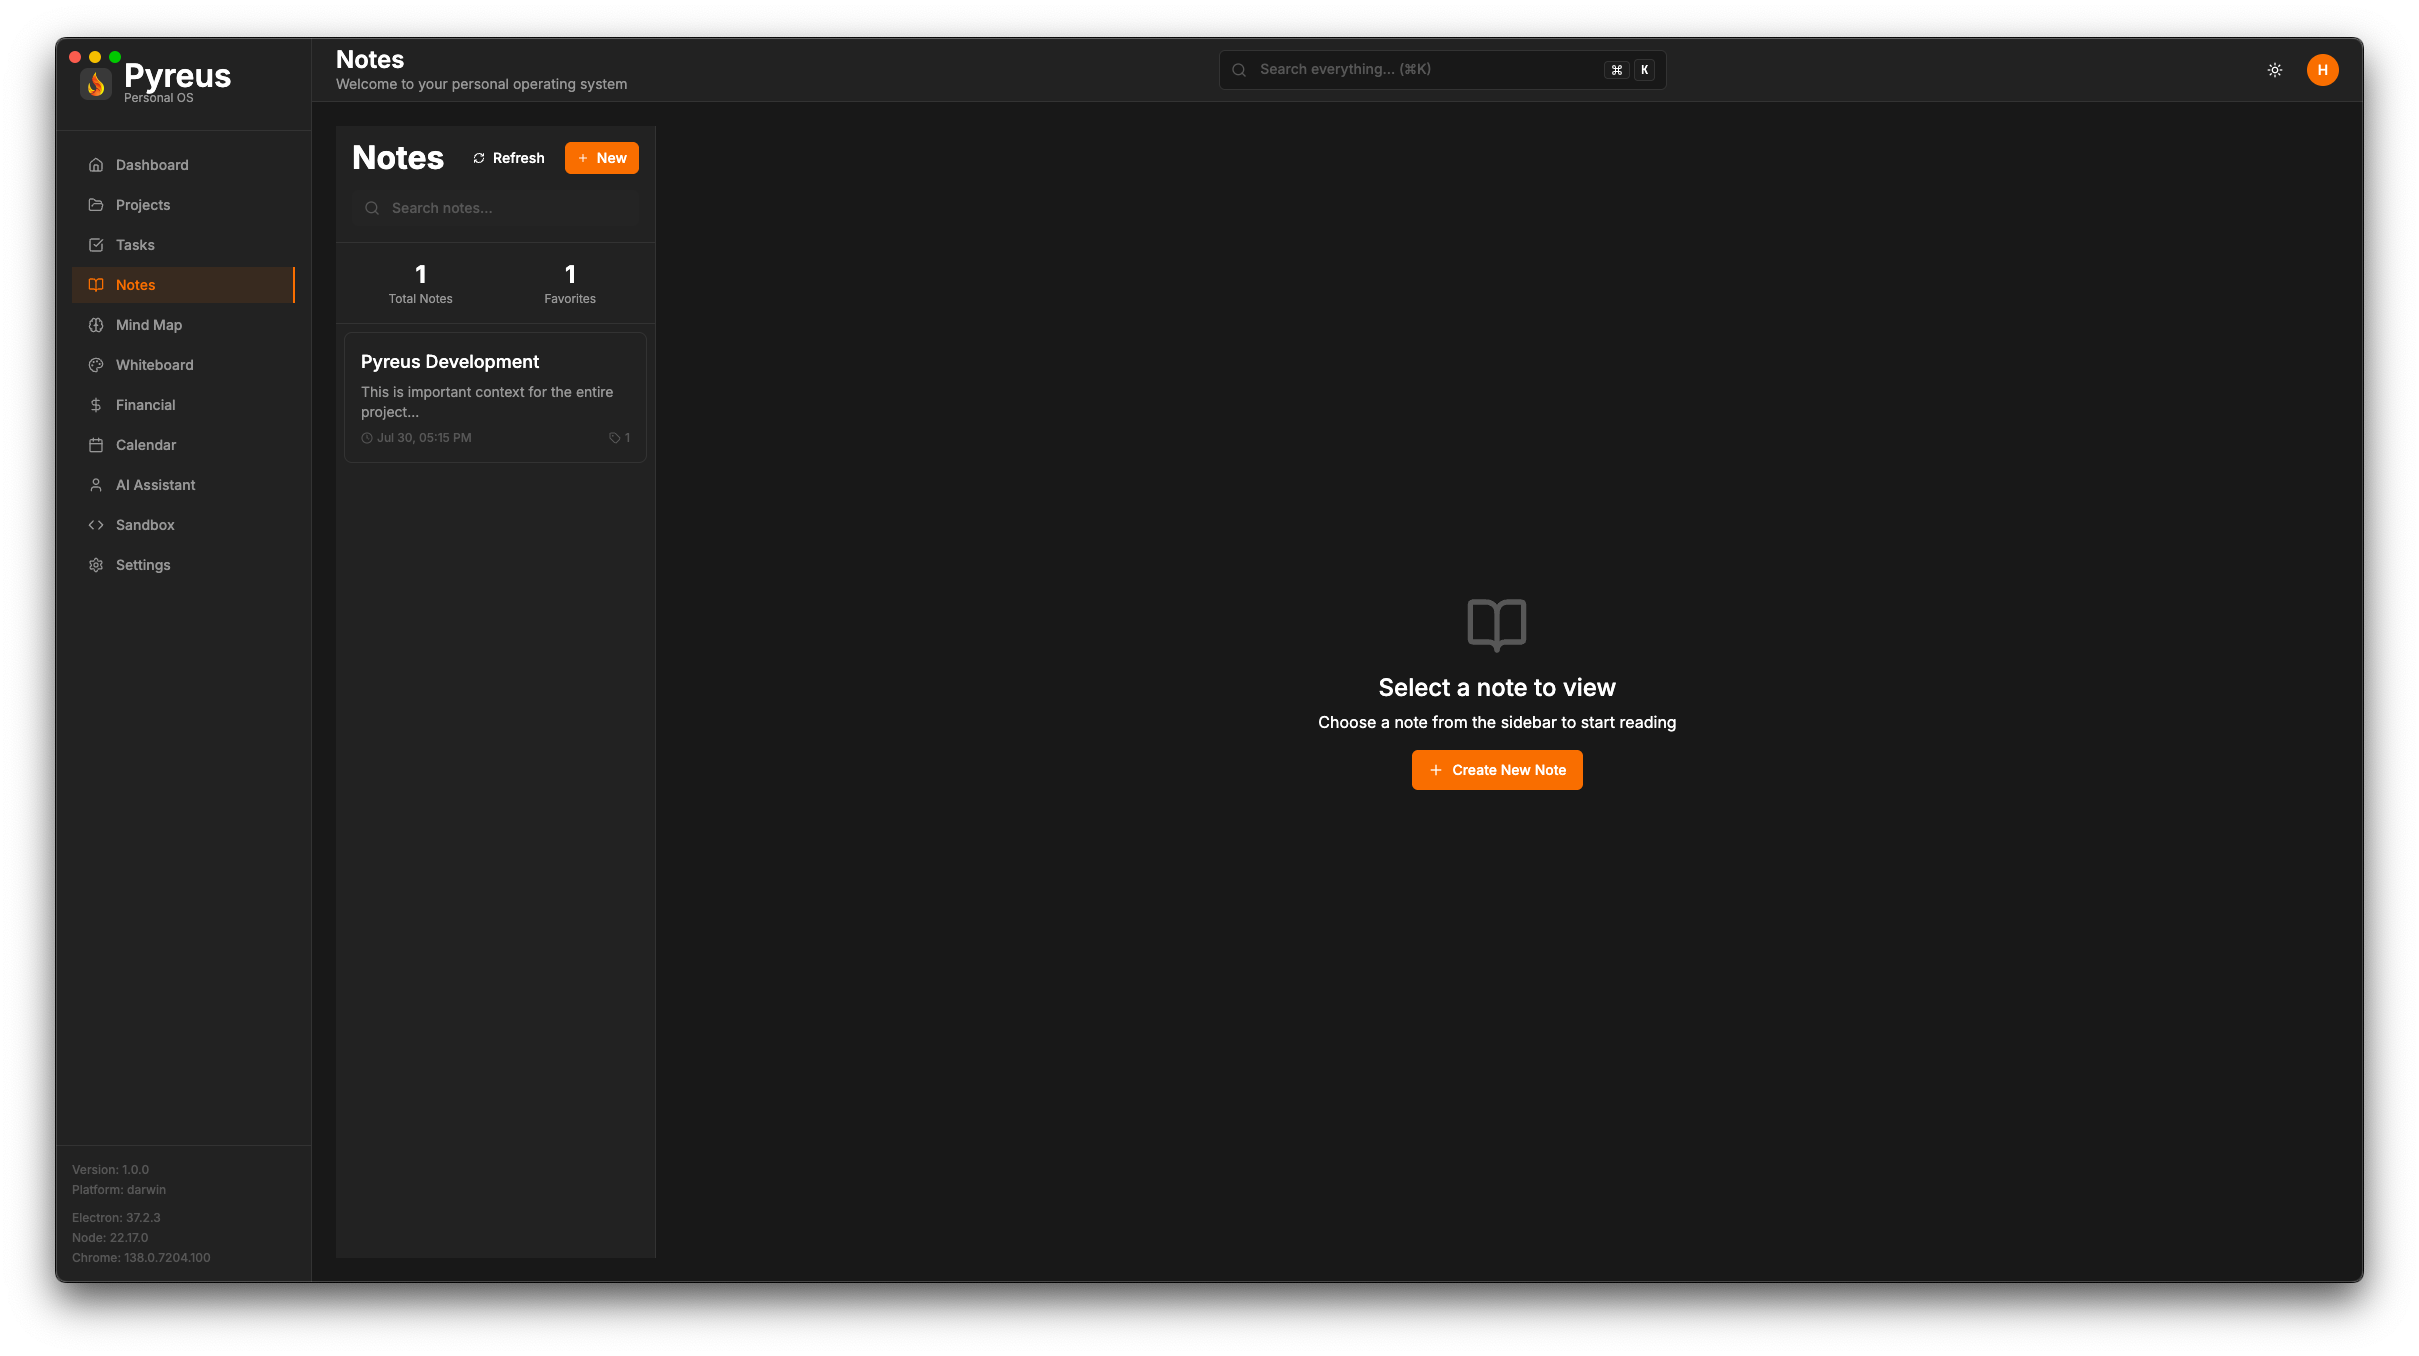 Pyreus
Personal OS
Dashboard
Projects
Tasks
Notes
Mind Map
Whiteboard
Financial
Calendar
AI Assistant
Sandbox
Settings
Version: 1.0.0
Platform: darwin
Electron: 37.2.3
Node: 22.17.0
Chrome: 138.0.7204.100
Notes
Welcome to your personal operating system
Search everything... (⌘K)
⌘ K
H
Notes
Refresh
+ New
Search notes...
1
Total Notes
1
Favorites
Pyreus Development
This is important context for the entire
project...
Jul 30, 05:15 PM
1
Select a note to view
Choose a note from the sidebar to start reading
+ Create New Note